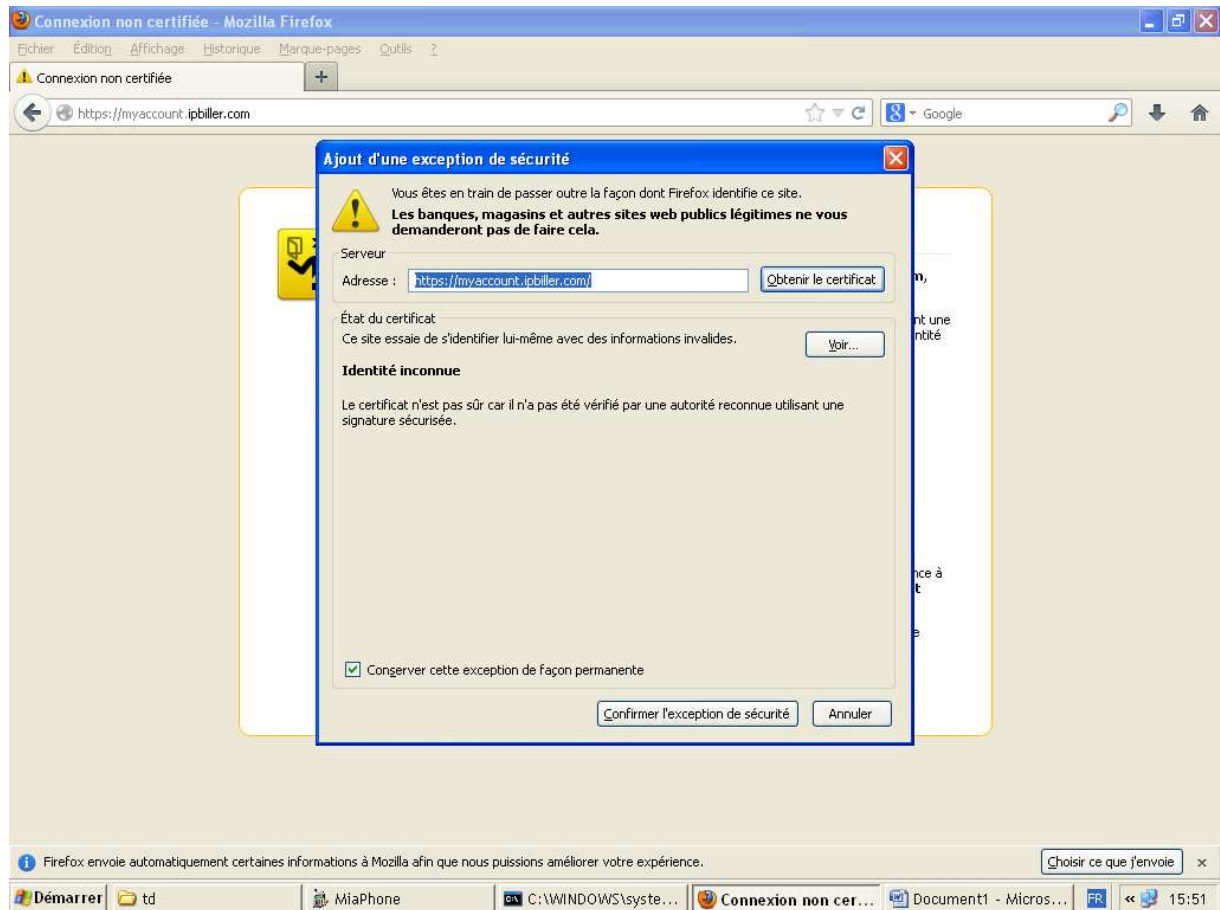 Connexion non certifiée - Mozilla Firefox
Fichier Édition Affichage Historique Marque-pages Outils ?
Connexion non certifiée
+
https://myaccount.ipbiller.com
8 Google
Ajout d'une exception de sécurité
Vous êtes en train de passer outre la façon dont Firefox identifie ce site.
Les banques, magasins et autres sites web publics légitimes ne vous
demanderont pas de faire cela.
Serveur
Adresse :
https://myaccount.ipbiller.com/
Obtenir le certificat
m,
État du certificat
nt une
Ce site essaie de s'identifier lui-même avec des informations invalides.
Voir...
ntité
Identité inconnue
Le certificat n'est pas sûr car il n'a pas été vérifié par une autorité reconnue utilisant une
signature sécurisée.
nce à
t
e
Conserver cette exception de façon permanente
Confirmer l'exception de sécurité
Annuler
Firefox envoie automatiquement certaines informations à Mozilla afin que nous puissions améliorer votre expérience.
Choisir ce que j'envoie
x
Démarrer
td
MiaPhone
C:\WINDOWS\syste...
Connexion non cer...
Document1 - Micros...
FR
«
15:51